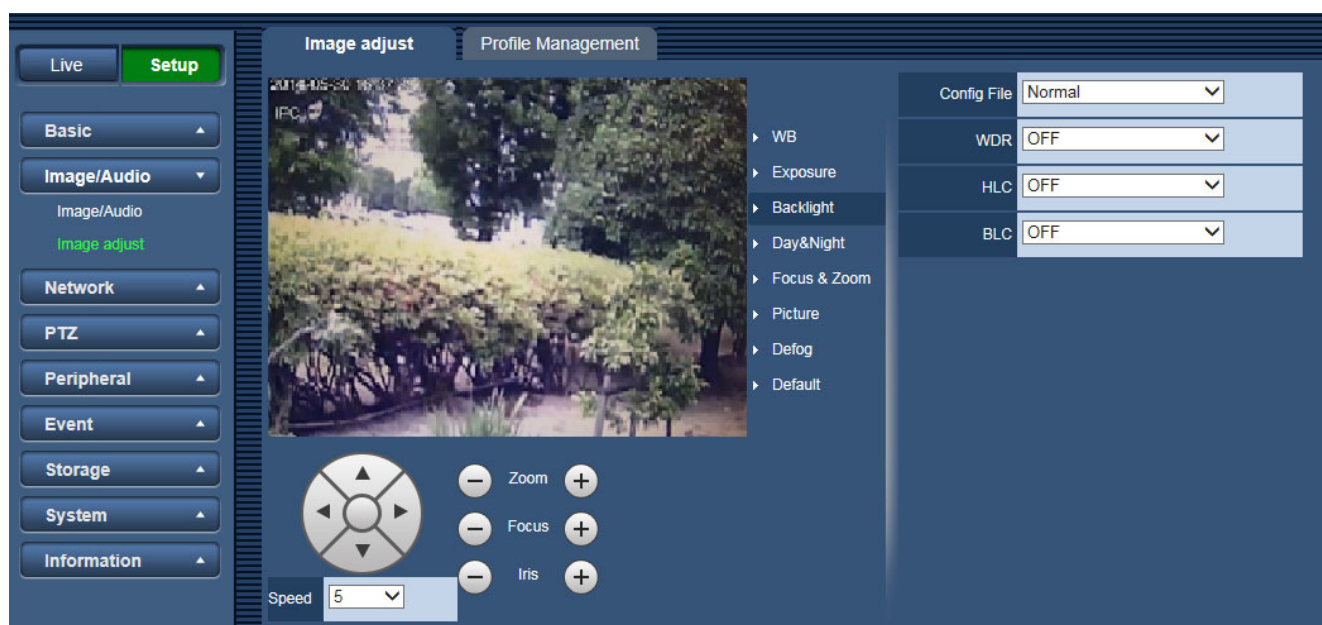 Live
Setup
Basic
Image/Audio
Image/Audio
Image adjust
Network
PTZ
Peripheral
Event
Storage
System
Information
Image adjust
Profile Management
IPC
WB
Exposure
Backlight
Day&Night
Focus & Zoom
Picture
Defog
Default
Zoom
Focus
Iris
Speed 5
Config File Normal
WDR OFF
HLC OFF
BLC OFF